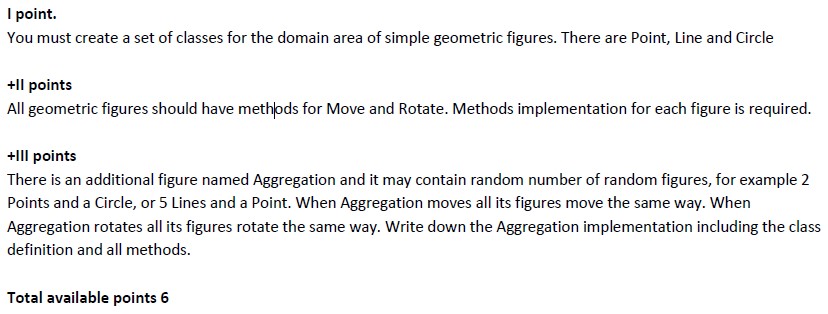 I point.
You must create a set of classes for the domain area of simple geometric figures. There are Point, Line and Circle
+II points
All geometric figures should have methods for Move and Rotate. Methods implementation for each figure is required.
+III points
There is an additional figure named Aggregation and it may contain random number of random figures, for example 2
Points and a Circle, or 5 Lines and a Point. When Aggregation moves all its figures move the same way. When
Aggregation rotates all its figures rotate the same way. Write down the Aggregation implementation including the class
definition and all methods.
Total available points 6